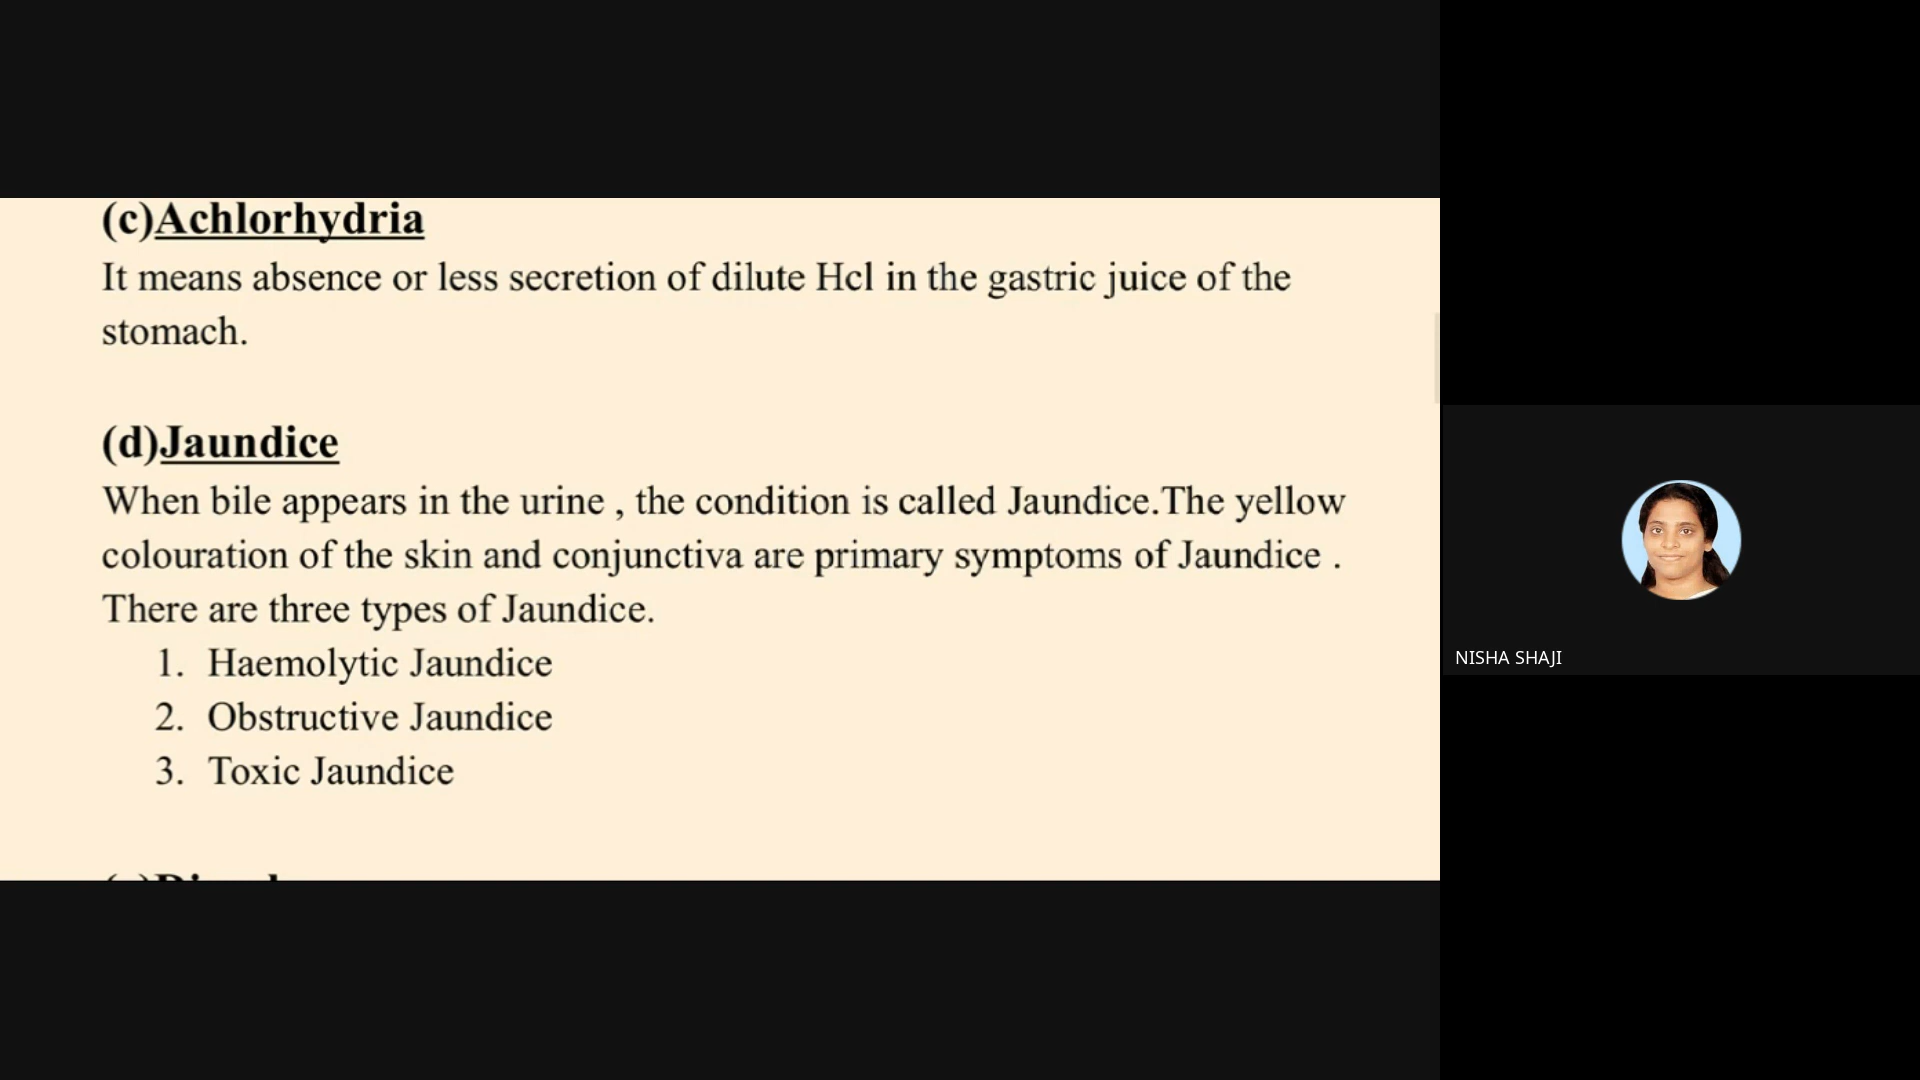 (c)Achlorhydria
It means absence or less secretion of dilute Hcl in the gastric juice of the
stomach.
(d)Jaundice
When bile appears in the urine , the condition is called Jaundice.The yellow
colouration of the skin and conjunctiva are primary symptoms of Jaundice .
There are three types of Jaundice.
1. Haemolytic Jaundice
2. Obstructive Jaundice
3. Toxic Jaundice
NISHA SHAJI